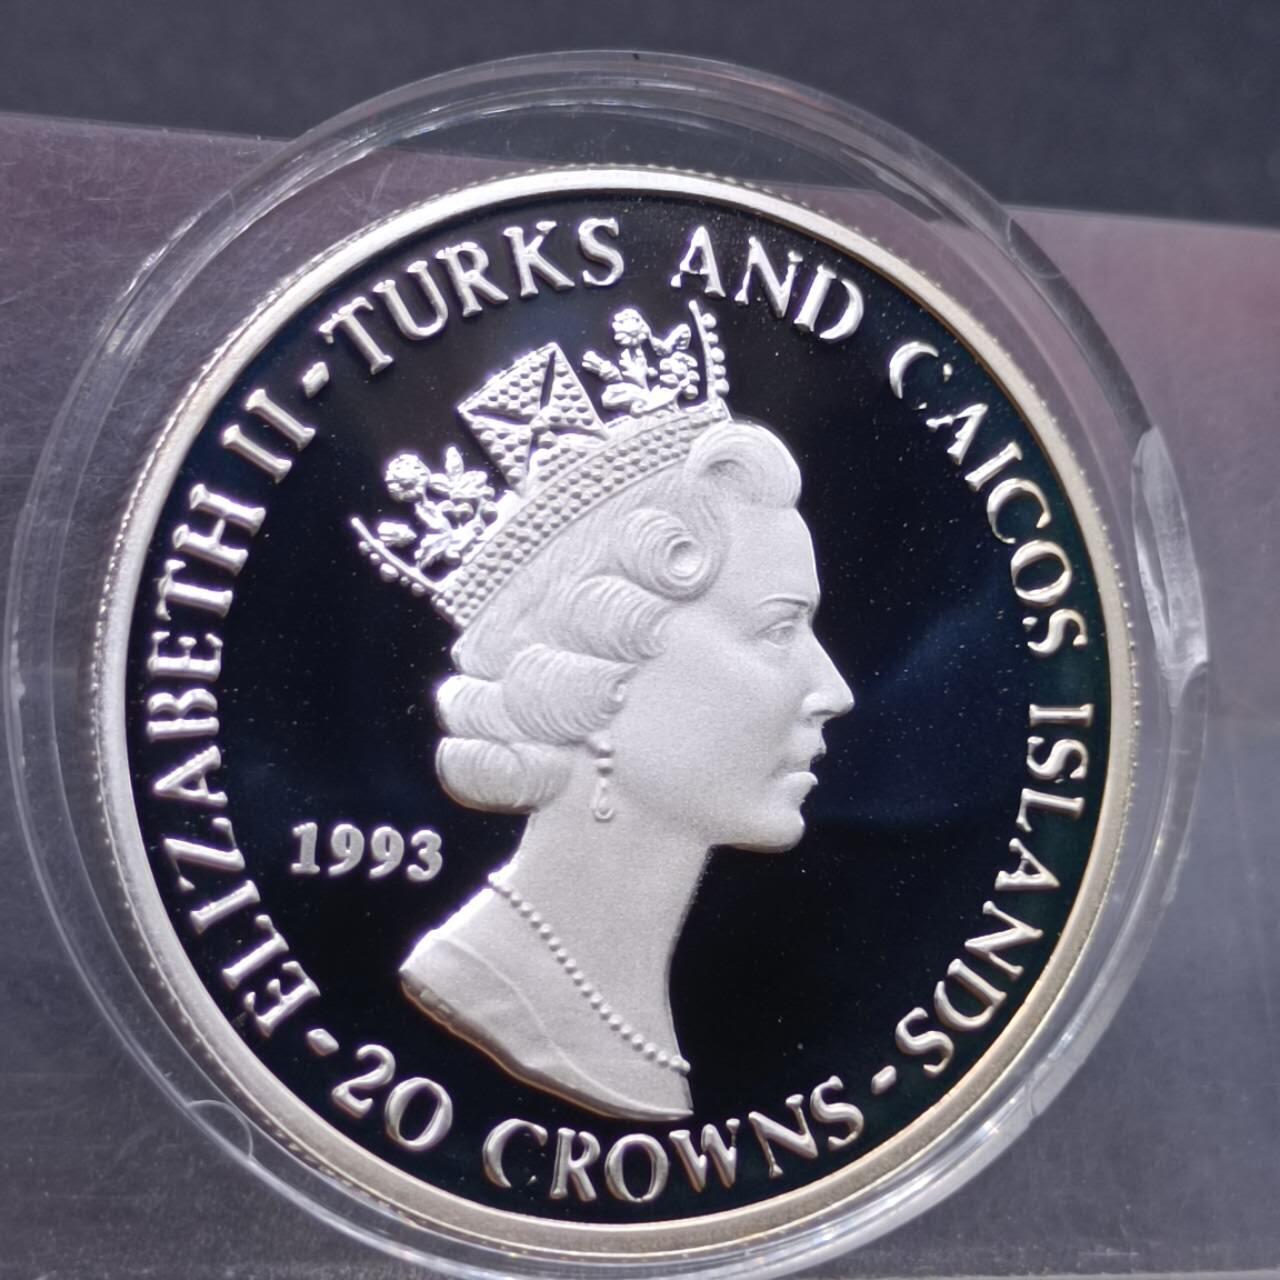 ELIZABETH II - TURKS AND CAICOS ISLANDS - 20 CROWNS -
1993